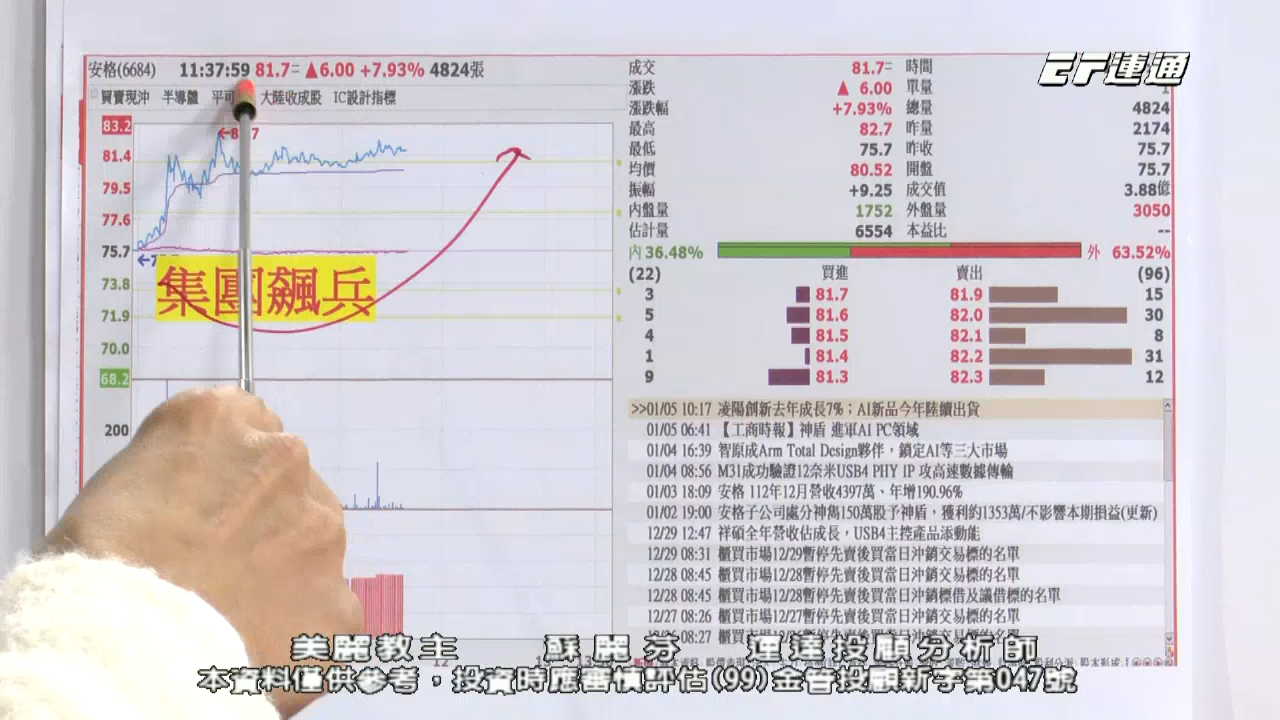 安格(6684) 11:37:59 81.7= ▲6.00 +7.93% 4824張
買賣現沖 半導體 大陸收成股 IC設計指標
83.2
81.4
79.5
77.6
75.7
73.8
71.9
70.0
68.2
200
集團飆兵
12
ET運通
成交 81.7= 時間
漲跌 ▲ 6.00 單量 1
漲跌幅 +7.93% 總量 4824
最高 82.7 昨量 2174
最低 75.7 昨收 75.7
均價 80.52 開盤 75.7
振幅 +9.25 成交值 3.88億
內盤量 1752 外盤量 3050
估計量 6554 本益比 --
內 36.48% 外 63.52%
(22) 買進 賣出 (96)
3 81.7 81.9 15
5 81.6 82.0 30
4 81.5 82.1 8
1 81.4 82.2 31
9 81.3 82.3 12
>>01/05 10:17 凌陽創新去年成長7%；AI新品今年陸續出貨
01/05 06:41 【工商時報】神盾 進軍AI PC領域
01/04 16:39 智原成Arm Total Design夥伴，鎖定AI等三大市場
01/04 08:56 M31成功驗證12奈米USB4 PHY IP 攻高速數據傳輸
01/03 18:09 安格 112年12月營收4397萬、年增190.96%
01/02 19:00 安格子公司處分神雋150萬股予神盾，獲利約1353萬/不影響本期損益(更新)
12/29 12:47 祥碩全年營收估成長，USB4主控產品添動能
12/29 08:31 櫃買市場12/29暫停先賣後買當日沖銷交易標的名單
12/28 08:45 櫃買市場12/28暫停先賣後買當日沖銷交易標的名單
12/28 08:45 櫃買市場12/28暫停先賣後買當日沖銷標借及議借標的名單
12/27 08:26 櫃買市場12/27暫停先賣後買當日沖銷交易標的名單
美麗教主 蘇麗芬 運達投顧分析師
本資料僅供參考，投資時應審慎評估(99)金管投顧新字第047號